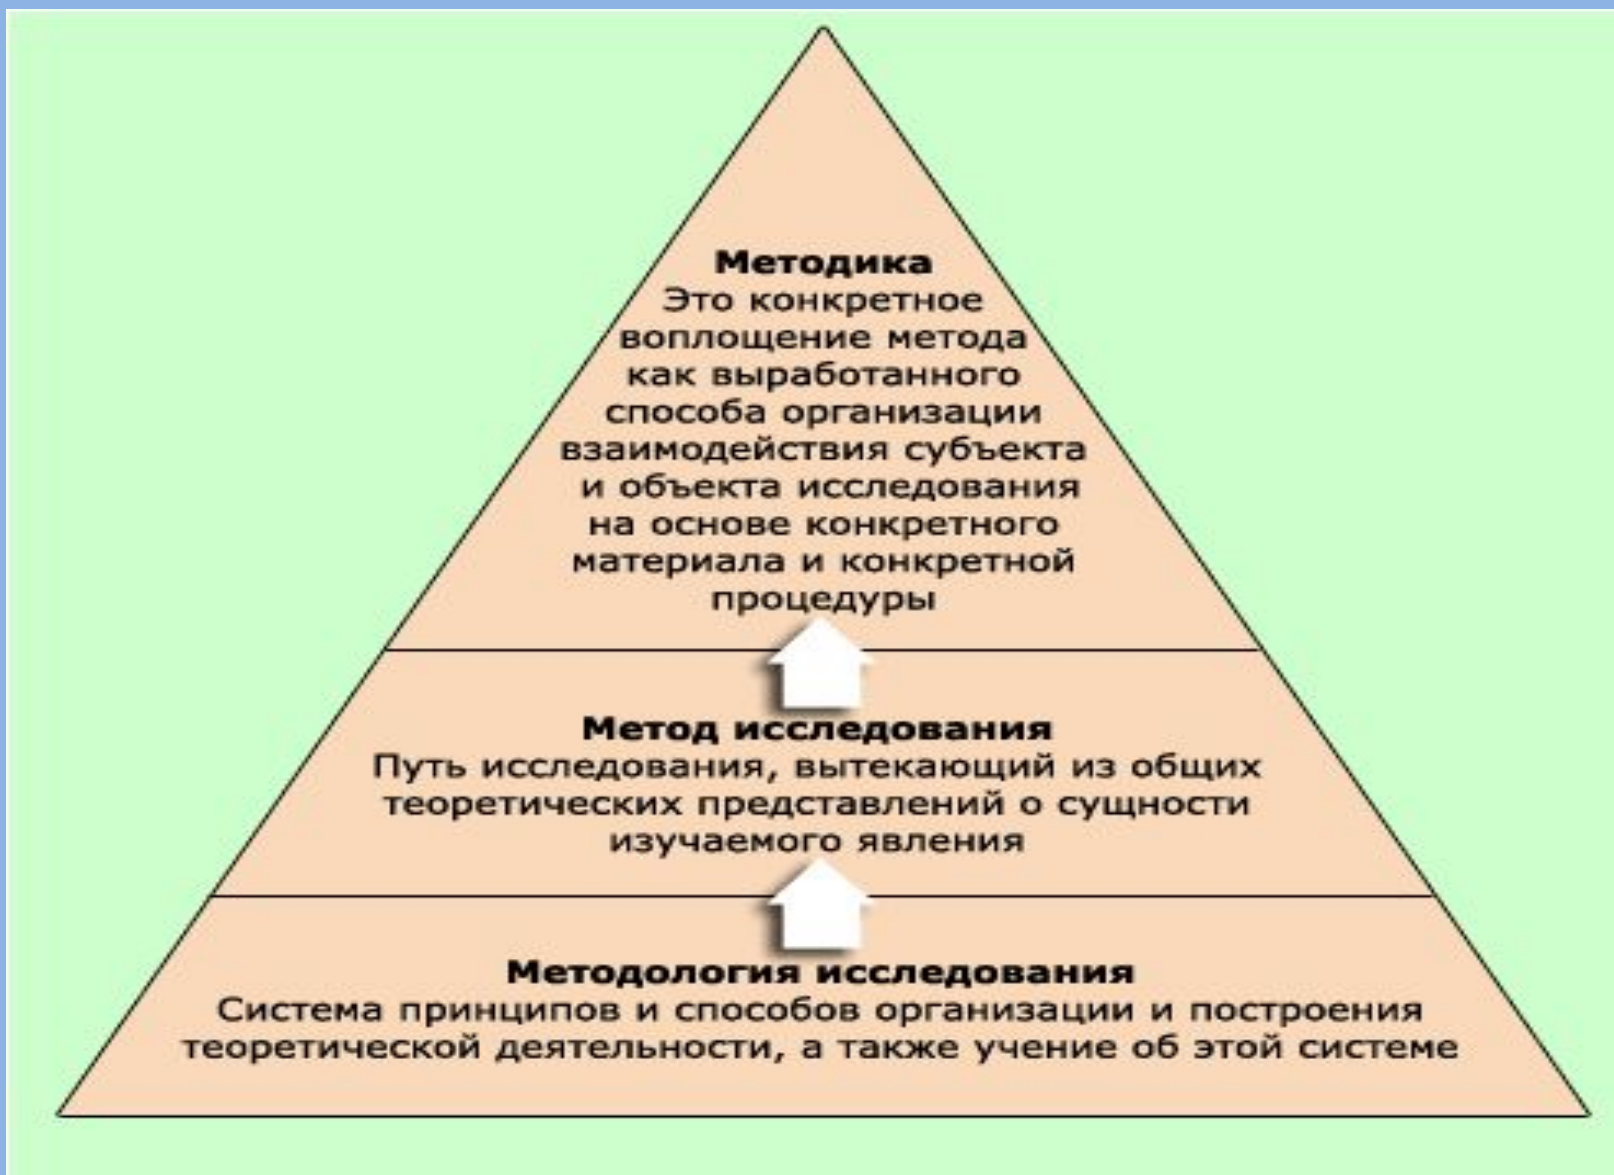 Методика
Это конкретное
воплощение метода
как выработанного
способа организации
взаимодействия субъекта
и объекта исследования
на основе конкретного
материала и конкретной
процедуры
Метод исследования
Путь исследования, вытекающий из общих
теоретических представлений о сущности
изучаемого явления
Методология исследования
Система принципов и способов организации и построения
теоретической деятельности, а также учение об этой системе